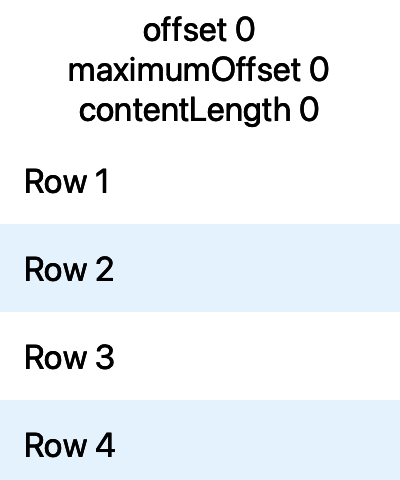 offset 0
maximumOffset 0
contentLength 0
Row 1
Row 2
Row 3
Row 4